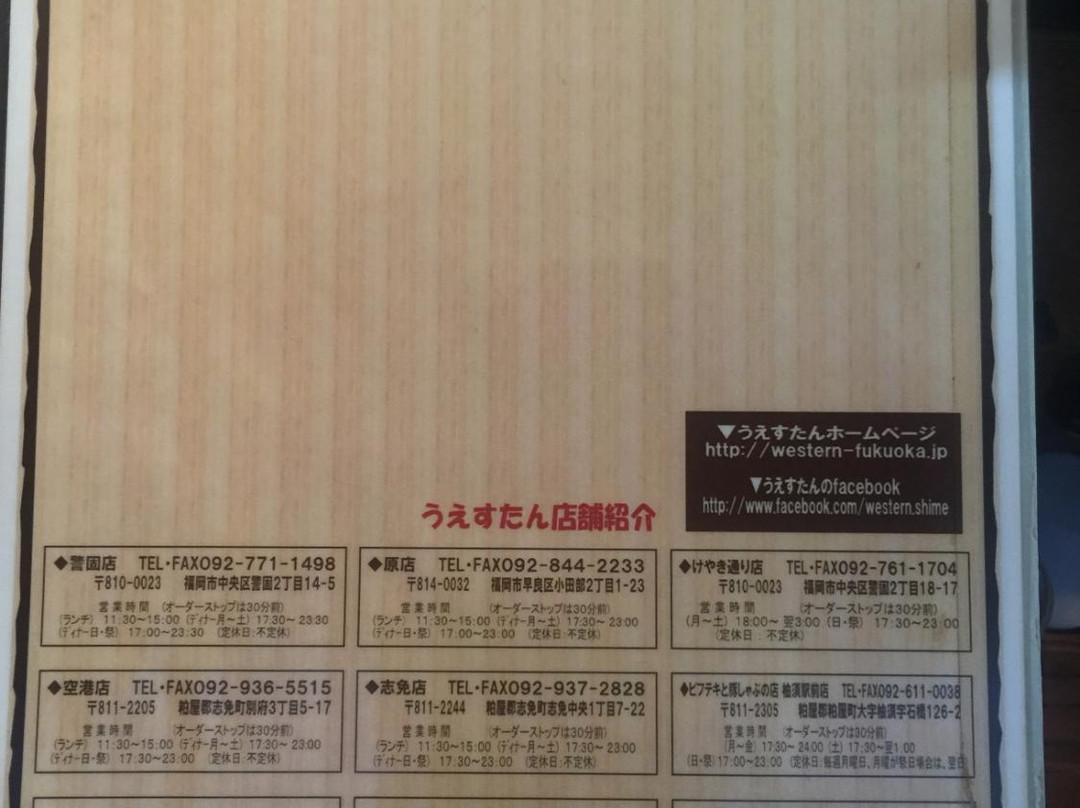 ▼うえすたんホームページ
http://western-fukuoka.jp
▼うえすたんのfacebook
http://www.facebook.com/western.shime
うえすたん店舗紹介
◆警固店 TEL・FAX092-771-1498
〒810-0023 福岡市中央区警固2丁目14-5
営業時間 (オーダーストップは30分前)
(ランチ) 11:30~15:00 (ディナー月~土) 17:30~23:30
(ディナー日・祭) 17:00~23:30 (定休日:不定休)
◆原店 TEL・FAX092-844-2233
〒814-0032 福岡市早良区小田部2丁目1-23
営業時間 (オーダーストップは30分前)
(ランチ) 11:30~15:00 (ディナー月~土) 17:30~23:00
(ディナー日・祭) 17:00~23:00 (定休日:不定休)
◆けやき通り店 TEL・FAX092-761-1704
〒810-0023 福岡市中央区警固2丁目18-17
営業時間 (オーダーストップは30分前)
(月~土) 18:00~翌3:00 (日・祭) 17:30~23:00
(定休日:不定休)
◆空港店 TEL・FAX092-936-5515
〒811-2205 粕屋郡志免町別府3丁目5-17
営業時間 (オーダーストップは30分前)
(ランチ) 11:30~15:00 (ディナー月~土) 17:30~23:00
(ディナー日・祭) 17:30~23:00 (定休日:不定休)
◆志免店 TEL・FAX092-937-2828
〒811-2244 粕屋郡志免町志免中央1丁目7-22
営業時間 (オーダーストップは30分前)
(ランチ) 11:30~15:00 (ディナー月~土) 17:30~23:00
(ディナー日・祭) 17:30~23:00 (定休日:不定休)
◆ビフテキと豚しゃぶの店 柚須駅前店 TEL・FAX092-611-0038
〒811-2305 粕屋郡粕屋町大字柚須字石橋126-2
営業時間 (オーダーストップは30分前)
(月~金) 17:30~24:00 (土) 17:30~翌1:00
(日・祭) 17:00~23:00 (定休日:毎週月曜日、月曜が祭日場合は、翌日